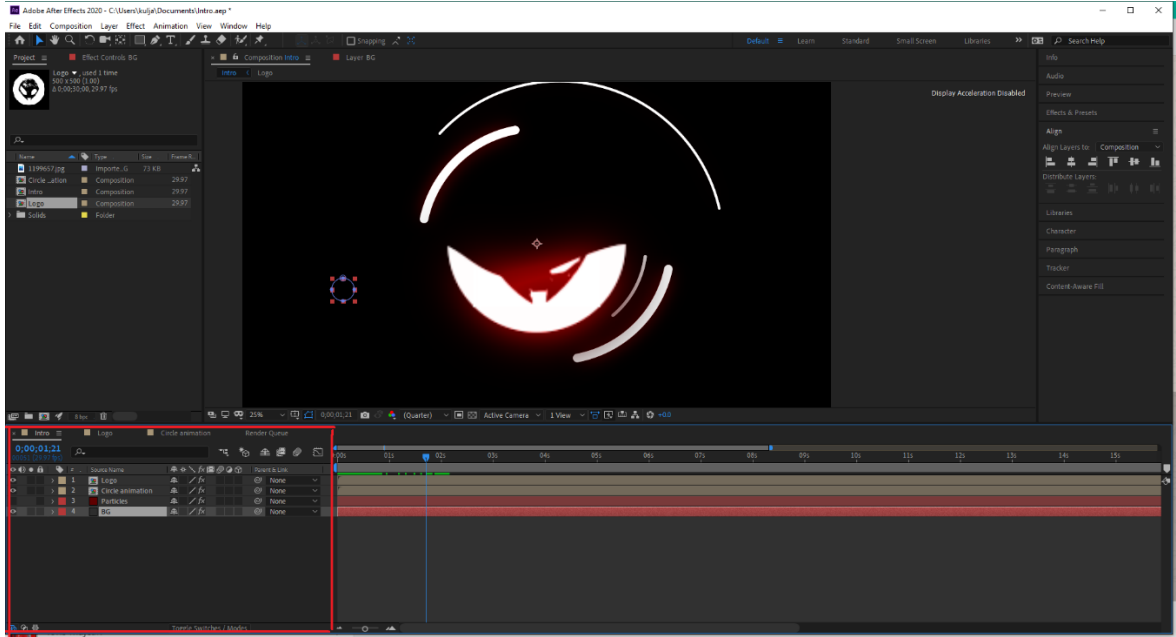 Adobe After Effects 2020 - C:\Users\kulja\Documents\Intro.aep *
File Edit Composition Layer Effect Animation View Window Help
Snapping Default Learn Standard Small Screen Libraries Search Help
Project Effect Controls BG Composition Intro Layer BG Info
Intro Logo
Logo , used 1 time
500 x 500 (1.00)
Δ 0;00;30;00, 29.97 fps
Display Acceleration Disabled
Audio
Preview
Effects & Presets
Align
Align Layers to: Composition
Distribute Layers:
Libraries
Character
Paragraph
Tracker
Content-Aware Fill
Name Type Size Frame R...
1199657.jpg Importe...G 73 KB
Circle ...ation Composition 29.97
Intro Composition 29.97
Logo Composition 29.97
Solids Folder
8 bpc 25% 0;00;01;21 (Quarter) Active Camera 1 View +0.0
Intro Logo Circle animation Render Queue
0;00;01;21
:00s 01s 02s 03s 04s 05s 06s 07s 08s 09s 10s 11s 12s 13s 14s 15s
# Source Name Parent & Link
1 Logo None
2 Circle animation None
3 Particles None
4 BG None
Toggle Switches / Modes